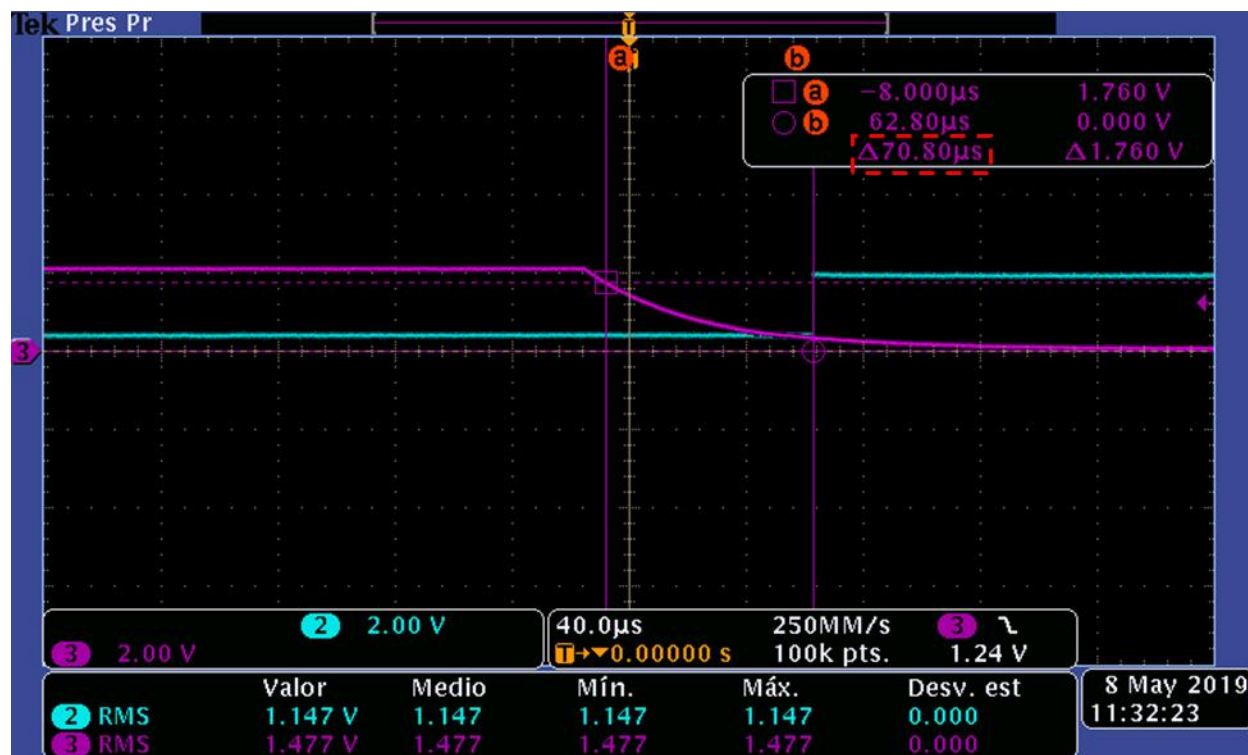 Tek Pres Pr
T
a
b
a −8.000µs 1.760 V
b 62.80µs 0.000 V
Δ70.80µs Δ1.760 V
3
2 2.00 V
3 2.00 V
40.0µs 250MM/s 3
T→▼0.00000 s 100k pts. 1.24 V
Valor Medio Mín. Máx. Desv. est
2 RMS 1.147 V 1.147 1.147 1.147 0.000
3 RMS 1.477 V 1.477 1.477 1.477 0.000
8 May 2019
11:32:23